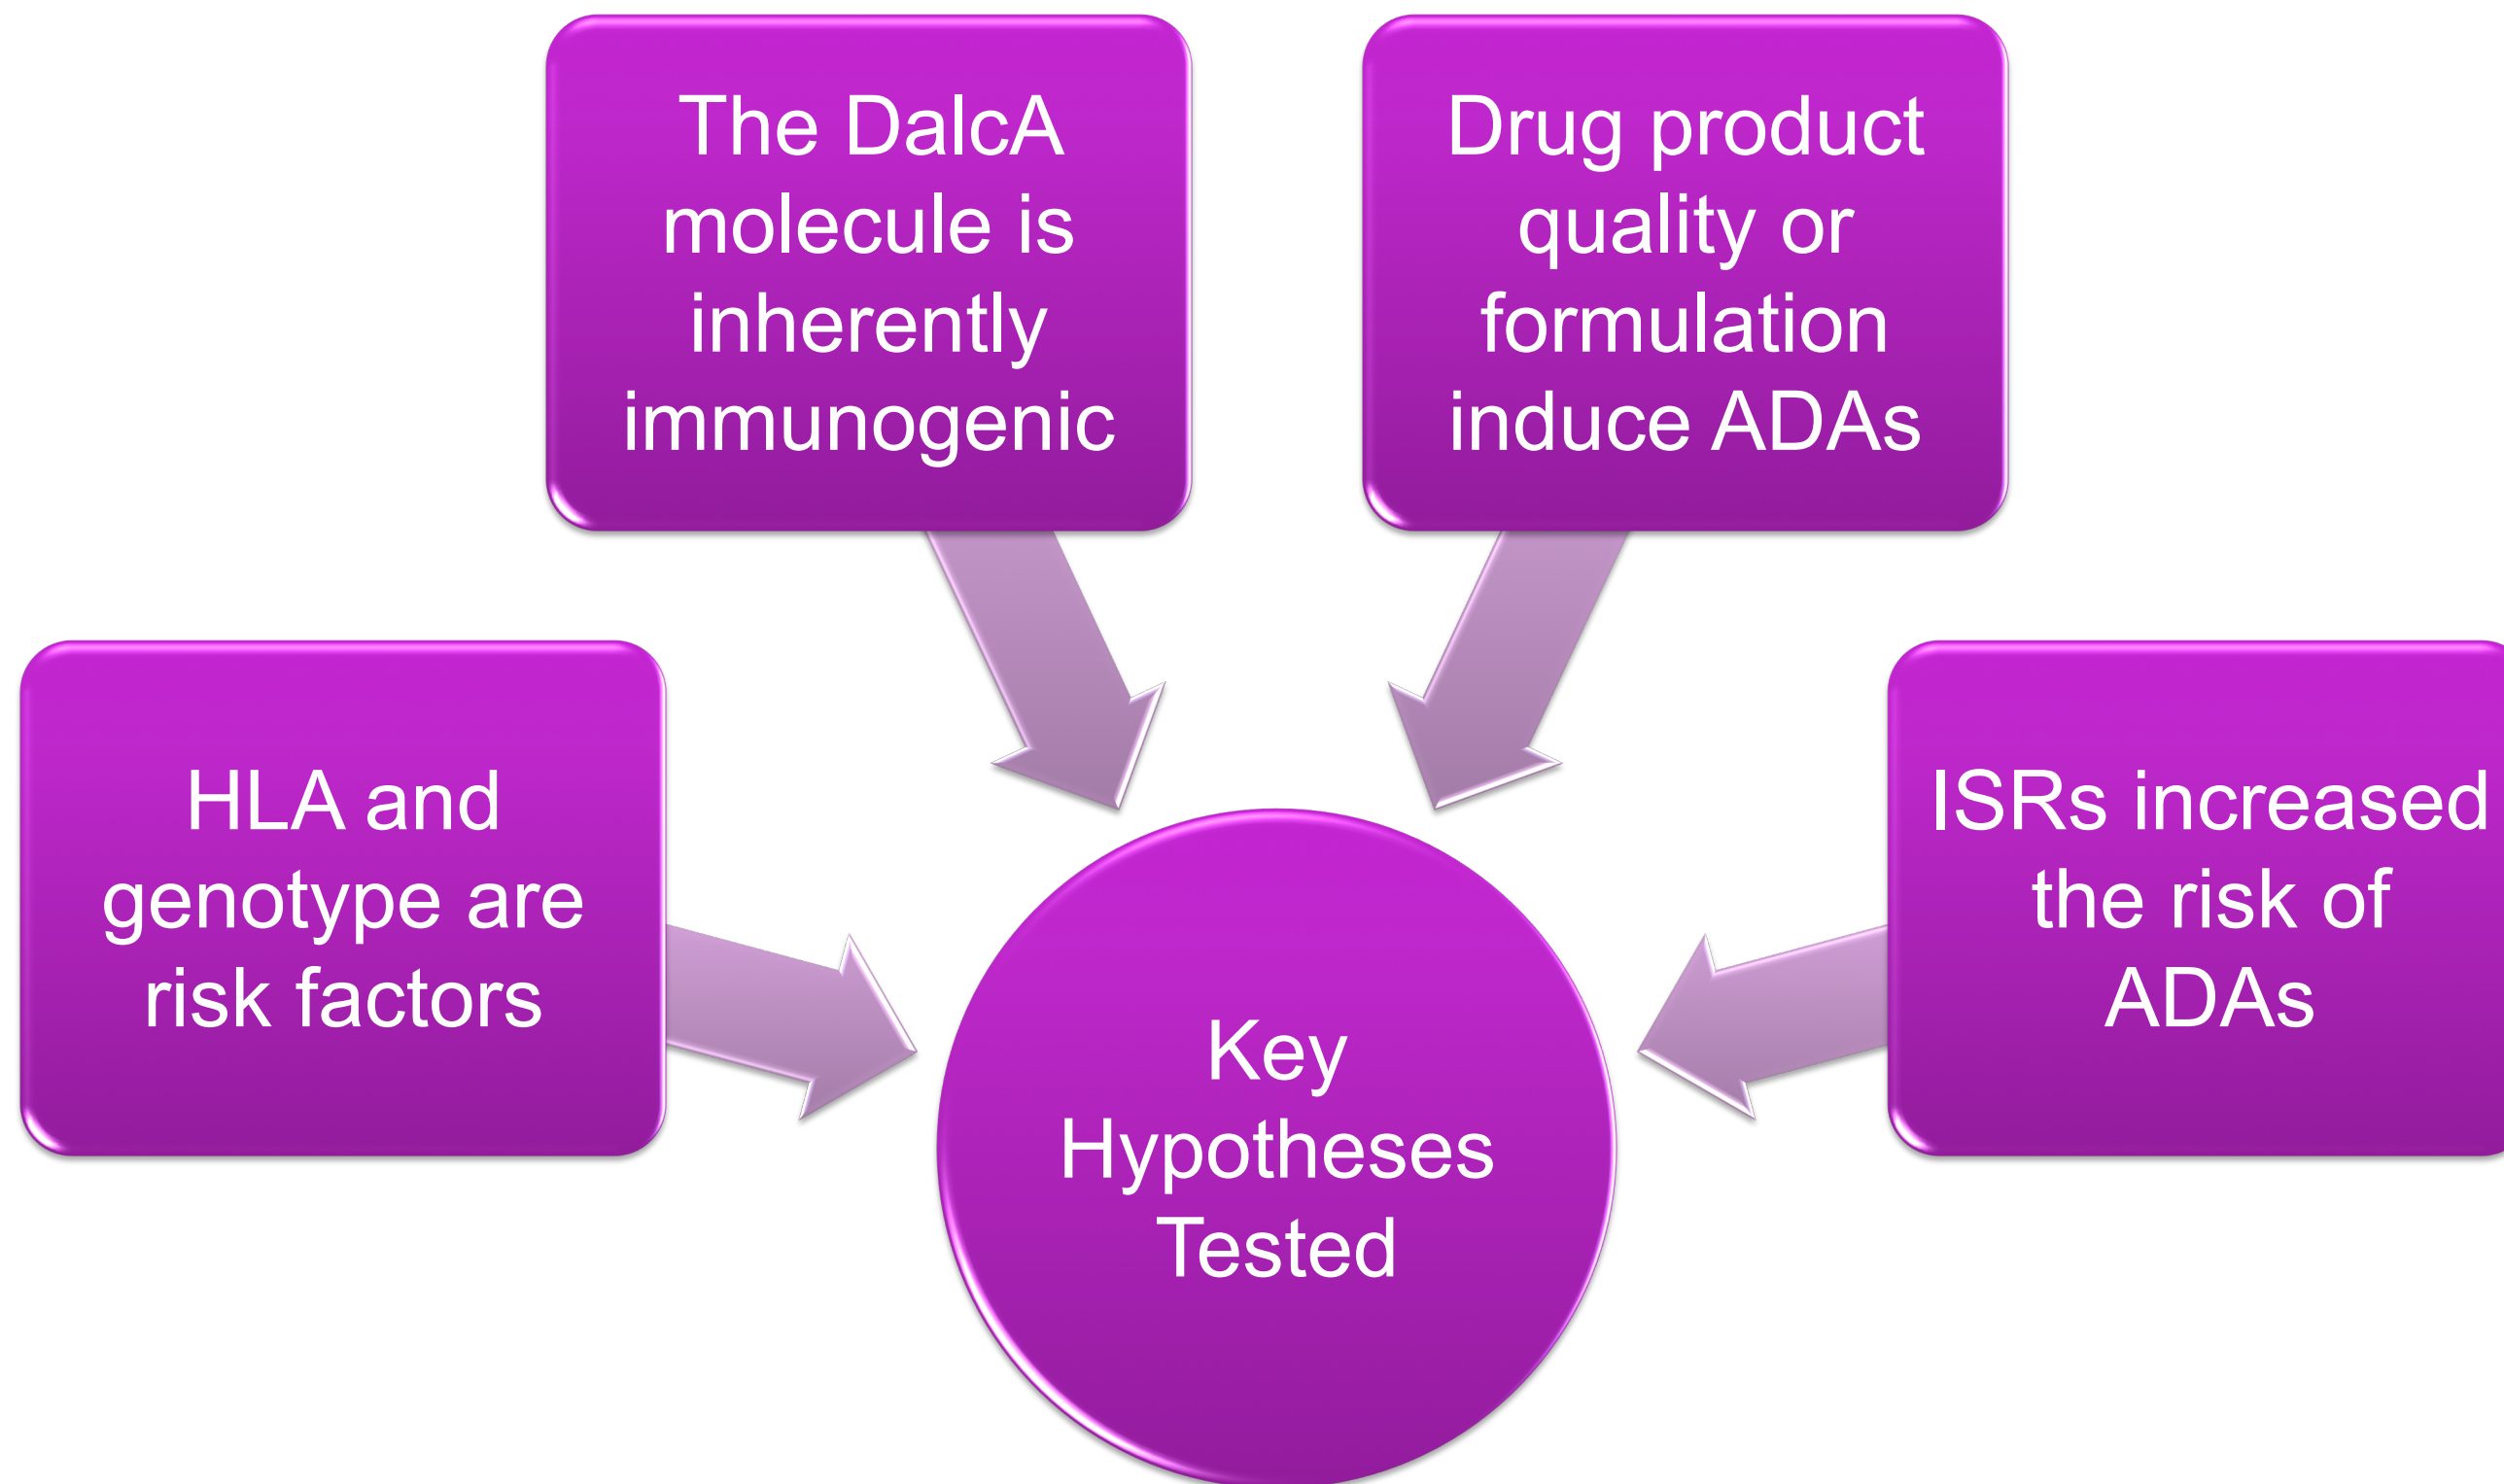 The DalcA
molecule is
inherently
immunogenic
Drug product
quality or
formulation
induce ADAs
HLA and
genotype are
risk factors
ISRs increased
the risk of
ADAs
Key
Hypotheses
Tested